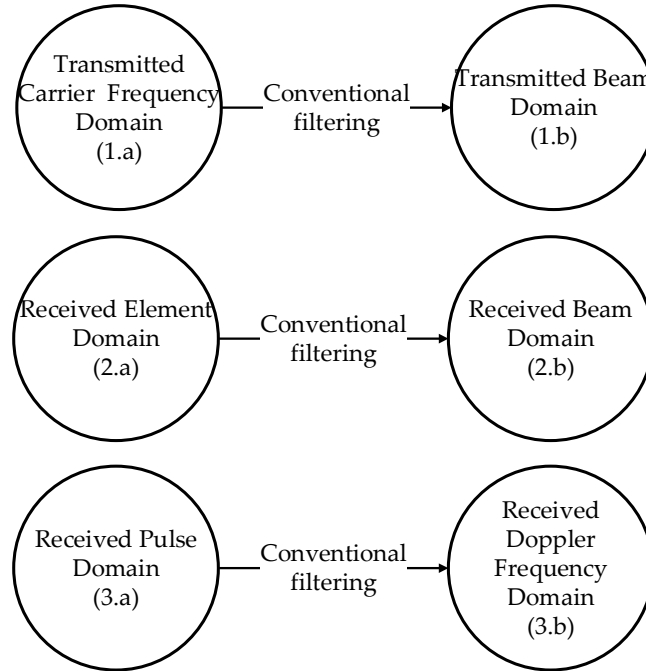 Transmitted
Carrier Frequency
Domain
(1.a)
Conventional
filtering
Transmitted Beam
Domain
(1.b)
Received Element
Domain
(2.a)
Conventional
filtering
Received Beam
Domain
(2.b)
Received Pulse
Domain
(3.a)
Conventional
filtering
Received
Doppler
Frequency
Domain
(3.b)